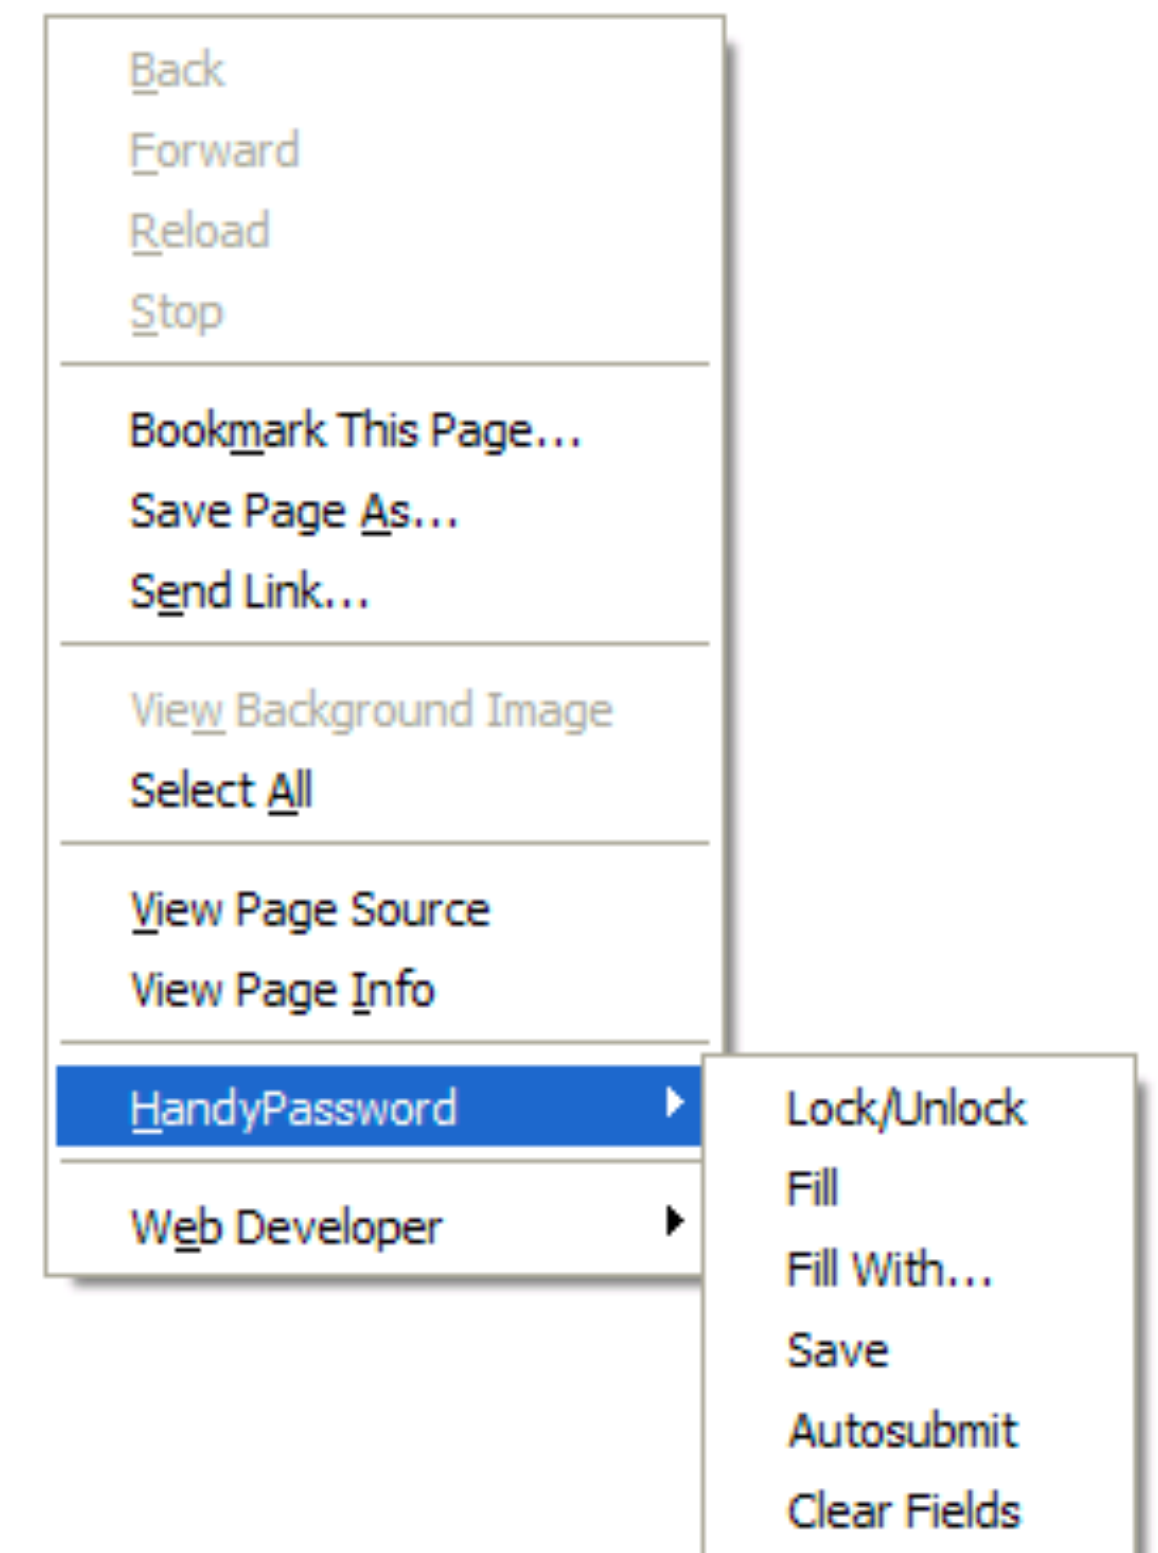 Back
Forward
Reload
Stop
Bookmark This Page...
Save Page As...
Send Link...
View Background Image
Select All
View Page Source
View Page Info
HandyPassword
Web Developer
Lock/Unlock
Fill
Fill With...
Save
Autosubmit
Clear Fields